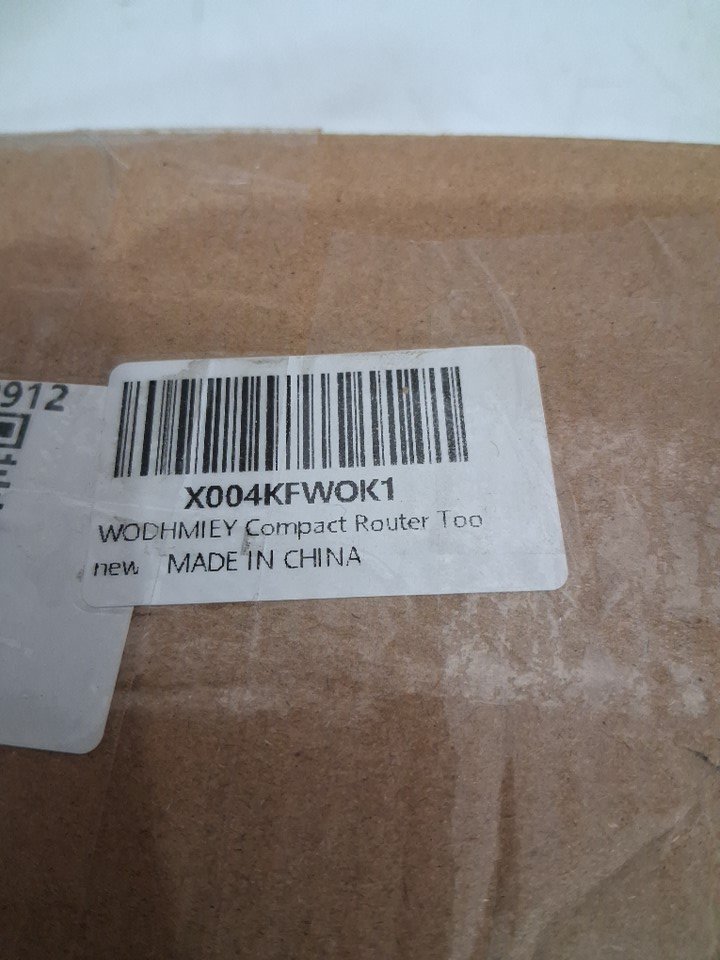 912
X004KFWOK1
WODHMIEY Compact Router Too
new MADE IN CHINA